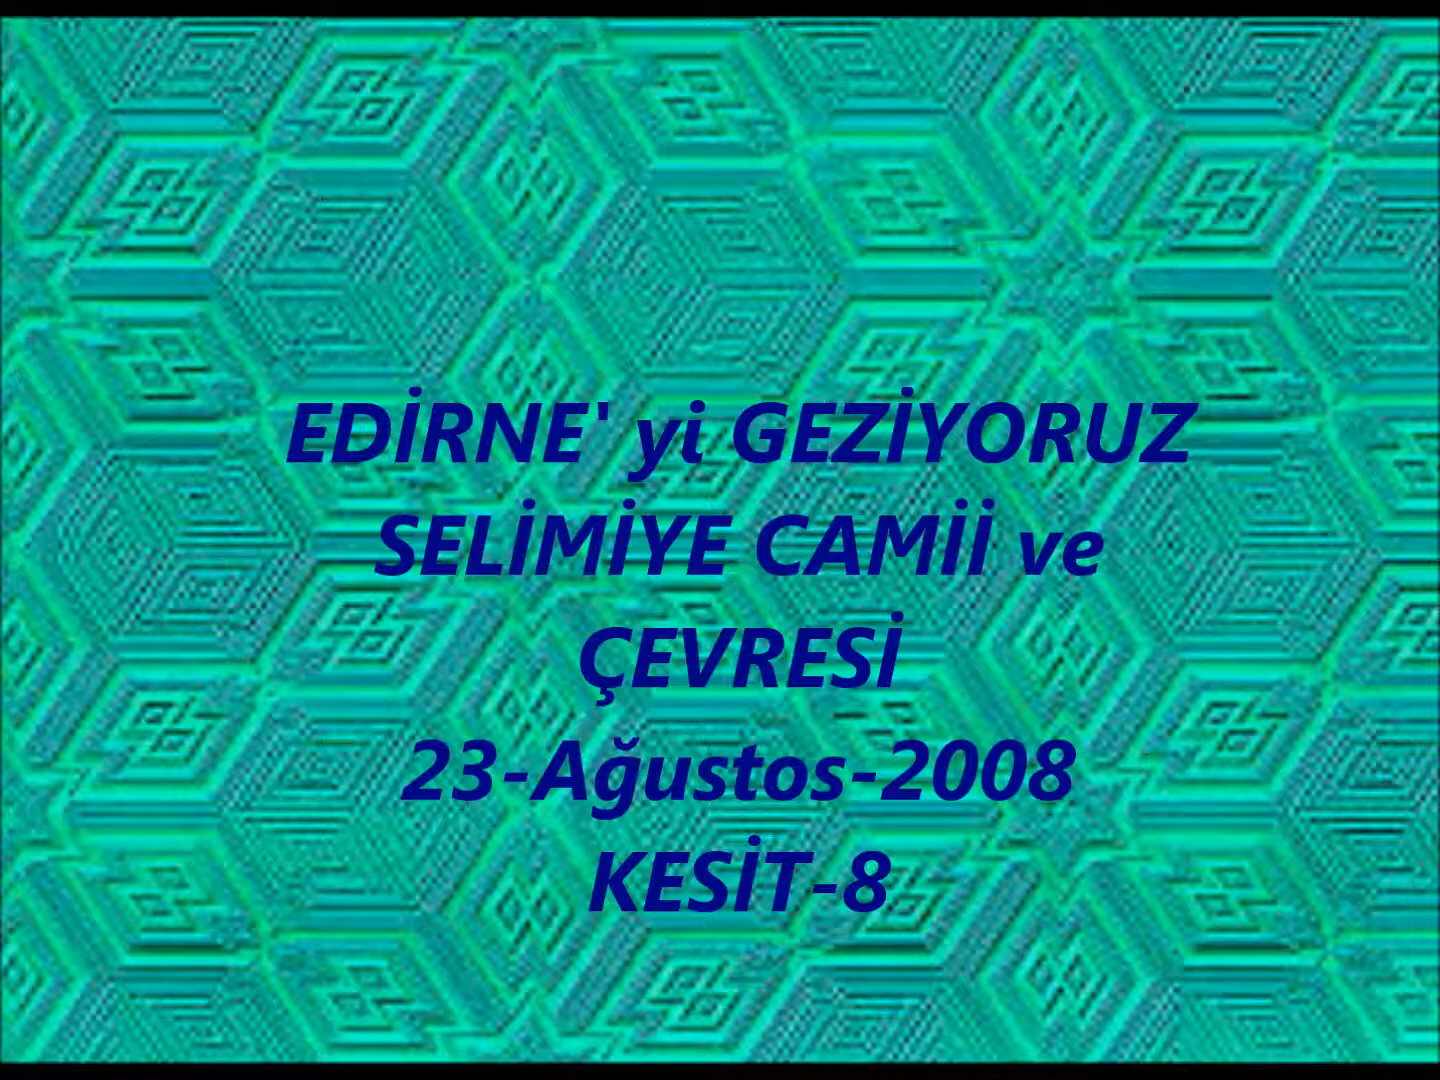 EDİRNE' yi GEZİYORUZ
SELİMİYE CAMİİ ve
ÇEVRESİ
23-Ağustos-2008
KESİT-8